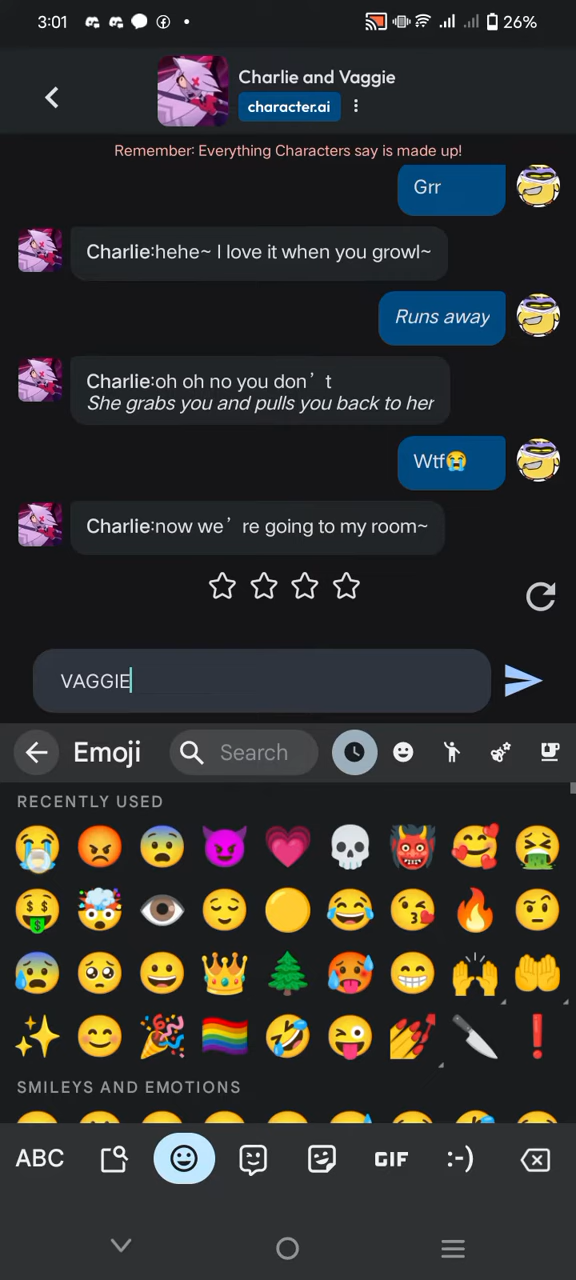 3:01
26%
Charlie and Vaggie
character.ai
Remember: Everything Characters say is made up!
Grr
Charlie:hehe~ I love it when you growl~
Runs away
Charlie:oh oh no you don’t
She grabs you and pulls you back to her
Wtf😭
Charlie:now we’re going to my room~
VAGGIE
Emoji
Search
RECENTLY USED
SMILEYS AND EMOTIONS
ABC
GIF
:-)